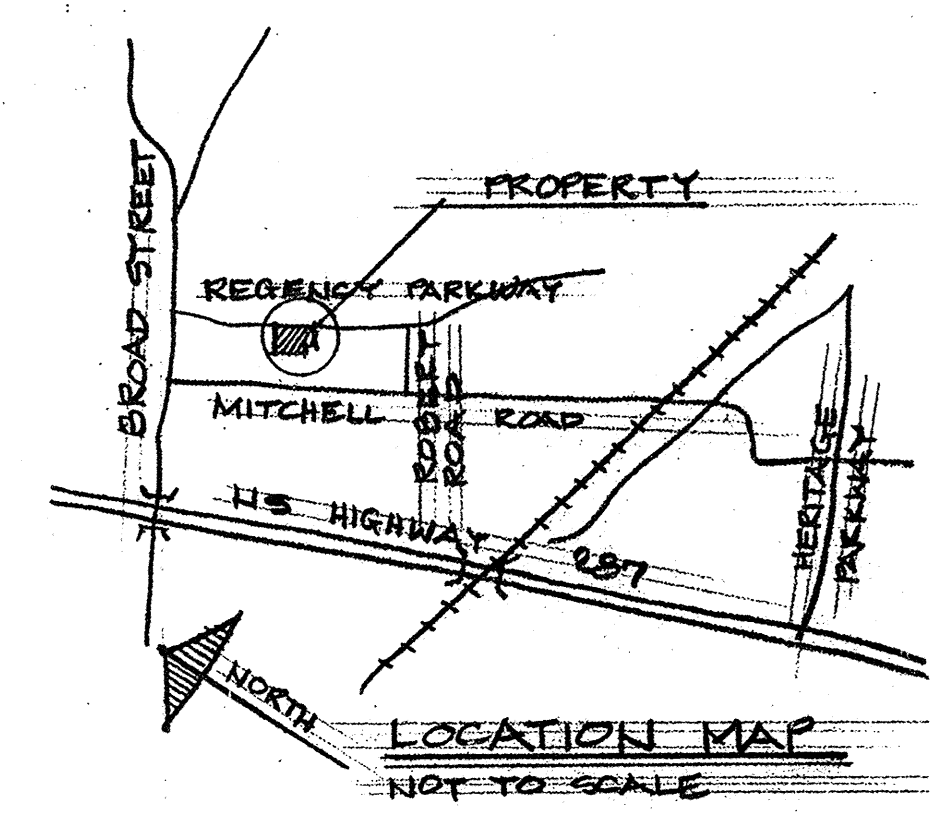 PROPERTY
BROAD STREET
REGENCY PARKWAY
MITCHELL ROAD
ROBERT
ROAD
HERITAGE
PARKWAY
US HIGHWAY 287
NORTH
LOCATION MAP
NOT TO SCALE